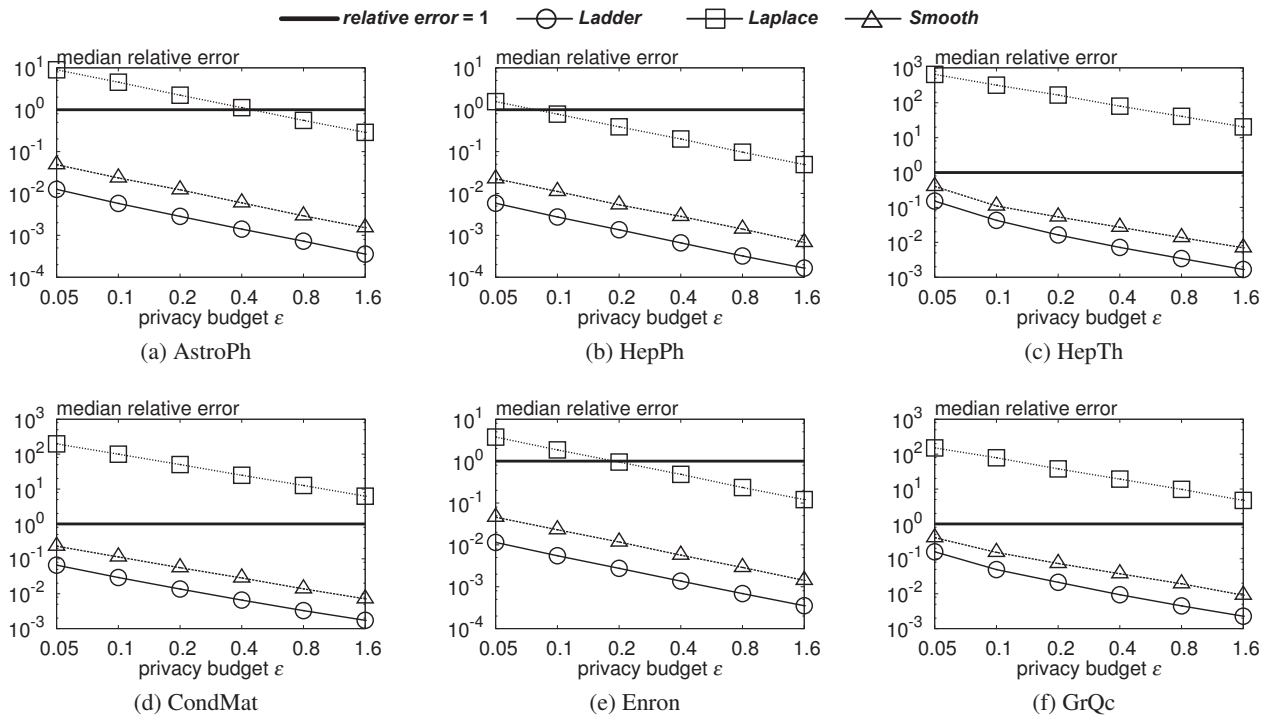 relative error = 1 Ladder Laplace Smooth
median relative error
10^1
10^0
10^-1
10^-2
10^-3
10^-4
0.05 0.1 0.2 0.4 0.8 1.6
privacy budget ε
(a) AstroPh
median relative error
10^1
10^0
10^-1
10^-2
10^-3
10^-4
0.05 0.1 0.2 0.4 0.8 1.6
privacy budget ε
(b) HepPh
median relative error
10^3
10^2
10^1
10^0
10^-1
10^-2
10^-3
0.05 0.1 0.2 0.4 0.8 1.6
privacy budget ε
(c) HepTh
median relative error
10^3
10^2
10^1
10^0
10^-1
10^-2
10^-3
0.05 0.1 0.2 0.4 0.8 1.6
privacy budget ε
(d) CondMat
median relative error
10^1
10^0
10^-1
10^-2
10^-3
10^-4
0.05 0.1 0.2 0.4 0.8 1.6
privacy budget ε
(e) Enron
median relative error
10^3
10^2
10^1
10^0
10^-1
10^-2
10^-3
0.05 0.1 0.2 0.4 0.8 1.6
privacy budget ε
(f) GrQc